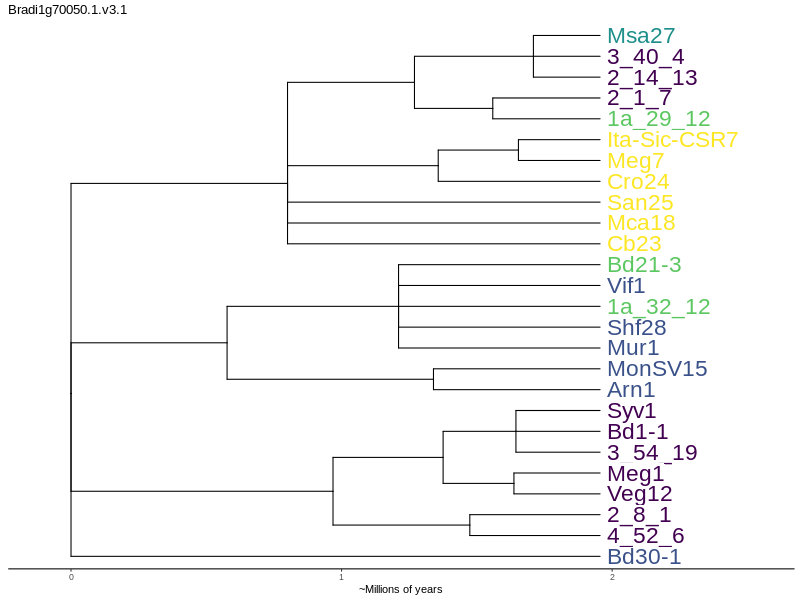 Bradi1g70050.1.v3.1
Msa27
3_40_4
2_14_13
2_1_7
1a_29_12
Ita-Sic-CSR7
Meg7
Cro24
San25
Mca18
Cb23
Bd21-3
Vif1
1a_32_12
Shf28
Mur1
MonSV15
Arn1
Syv1
Bd1-1
3_54_19
Meg1
Veg12
2_8_1
4_52_6
Bd30-1
0 1 2
~Millions of years